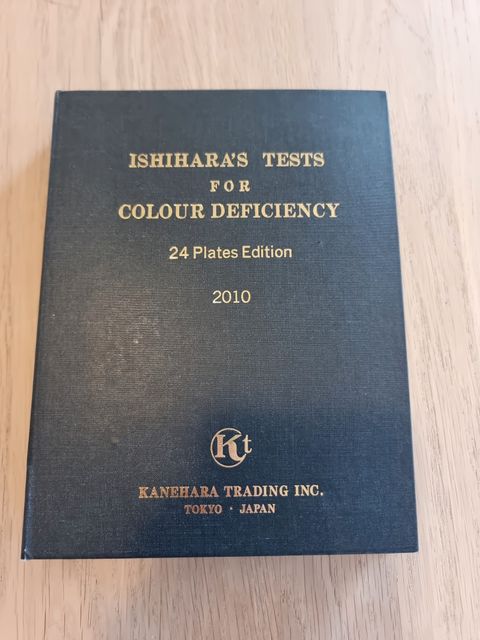 ISHIHARA'S TESTS
FOR
COLOUR DEFICIENCY
24 Plates Edition
2010
Kt
KANEHARA TRADING INC.
TOKYO · JAPAN